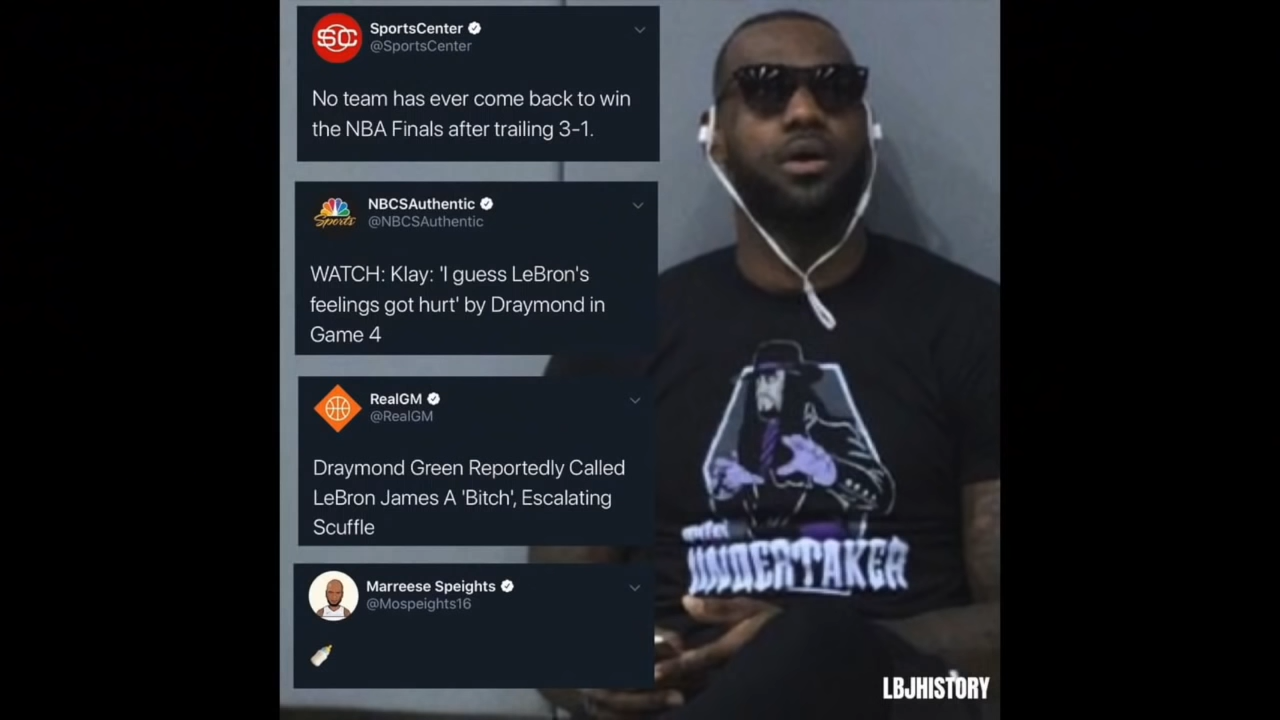 SC
SportsCenter
@SportsCenter
No team has ever come back to win
the NBA Finals after trailing 3-1.
Sports
NBCSAuthentic
@NBCSAuthentic
WATCH: Klay: 'I guess LeBron's
feelings got hurt' by Draymond in
Game 4
RealGM
@RealGM
Draymond Green Reportedly Called
LeBron James A 'Bitch', Escalating
Scuffle
Marreese Speights
@Mospeights16
🍼
UNDERTAKER
LBJHISTORY